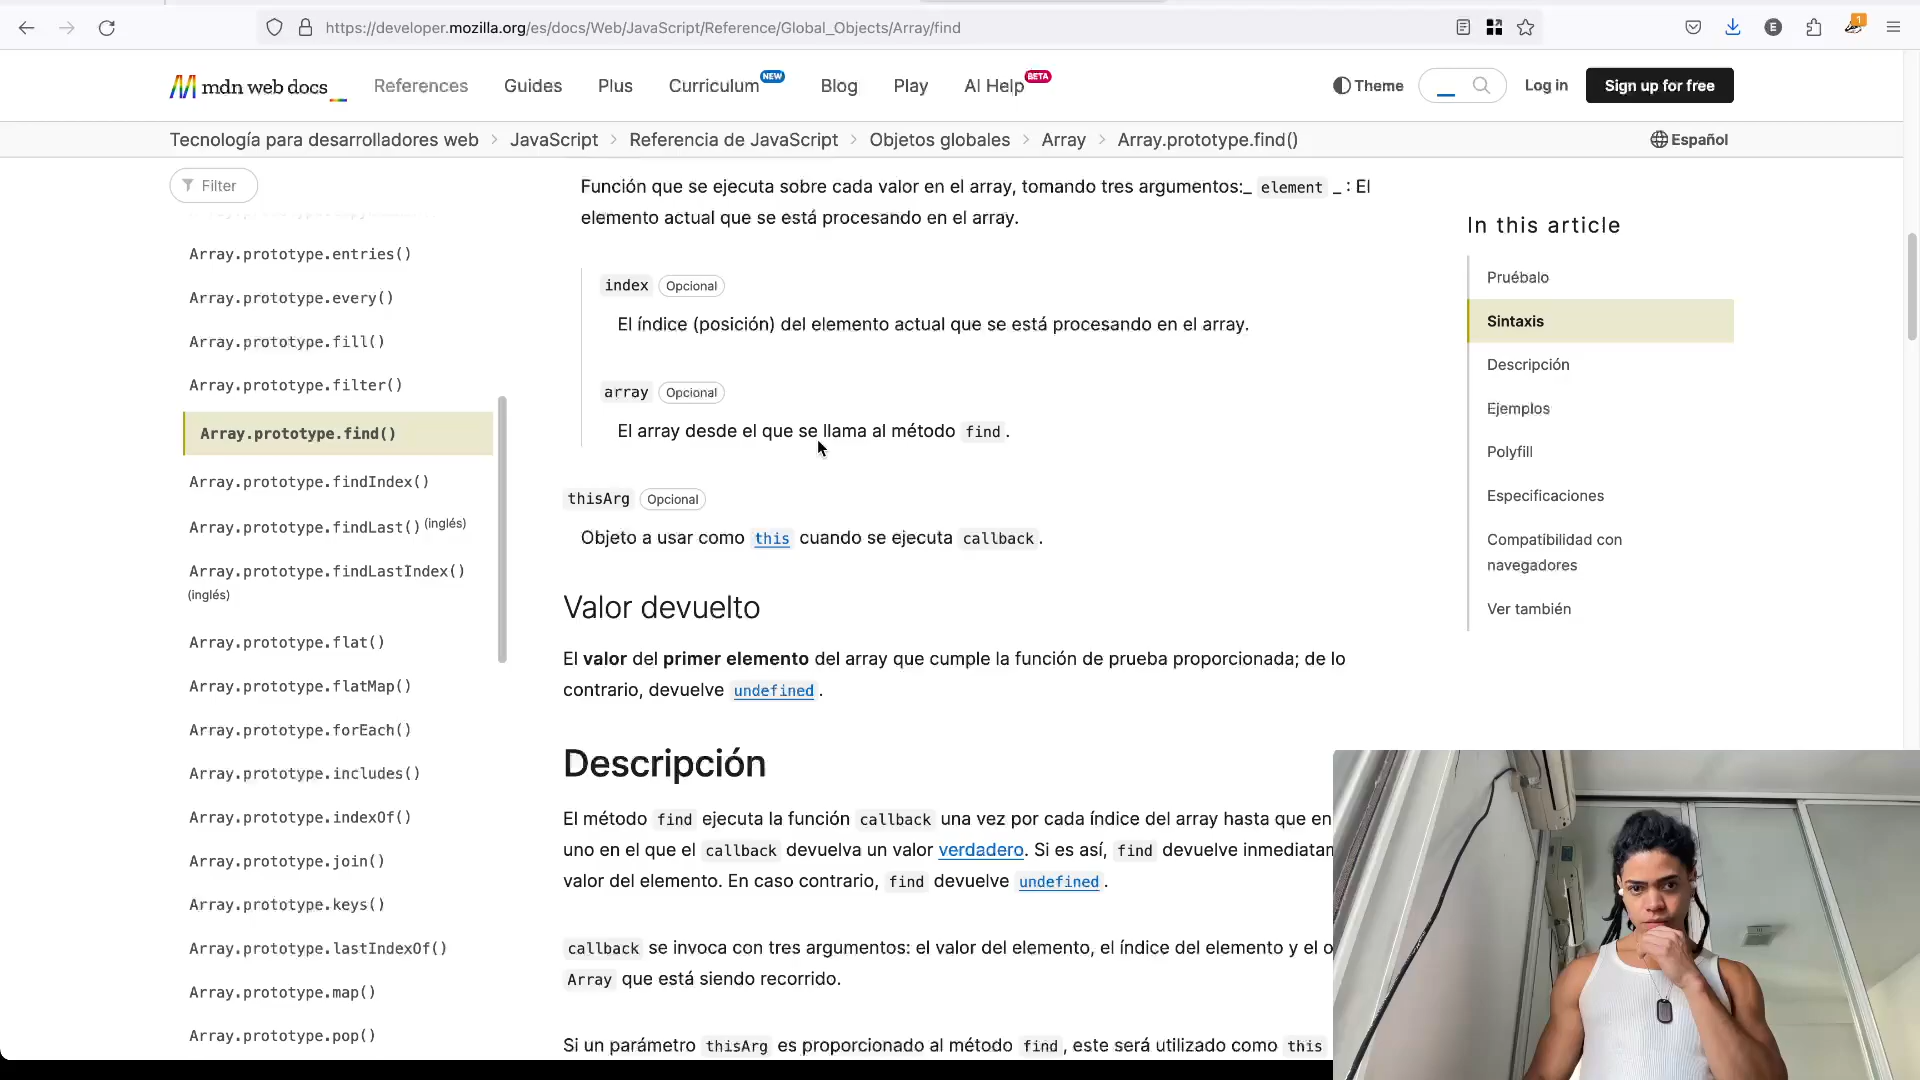 https://developer.mozilla.org/es/docs/Web/JavaScript/Reference/Global_Objects/Array/find
E
1
mdn web docs
References
Guides
Plus
Curriculum NEW
Blog
Play
AI Help BETA
Theme
Log in
Sign up for free
Tecnología para desarrolladores web > JavaScript > Referencia de JavaScript > Objetos globales > Array > Array.prototype.find()
Español
Filter
Array.prototype.entries()
Array.prototype.every()
Array.prototype.fill()
Array.prototype.filter()
Array.prototype.find()
Array.prototype.findIndex()
Array.prototype.findLast() (inglés)
Array.prototype.findLastIndex()
(inglés)
Array.prototype.flat()
Array.prototype.flatMap()
Array.prototype.forEach()
Array.prototype.includes()
Array.prototype.indexOf()
Array.prototype.join()
Array.prototype.keys()
Array.prototype.lastIndexOf()
Array.prototype.map()
Array.prototype.pop()
Función que se ejecuta sobre cada valor en el array, tomando tres argumentos:_ element _ : El
elemento actual que se está procesando en el array.
index Opcional
El índice (posición) del elemento actual que se está procesando en el array.
array Opcional
El array desde el que se llama al método find.
thisArg Opcional
Objeto a usar como this cuando se ejecuta callback.
Valor devuelto
El valor del primer elemento del array que cumple la función de prueba proporcionada; de lo
contrario, devuelve undefined.
Descripción
El método find ejecuta la función callback una vez por cada índice del array hasta que en
uno en el que el callback devuelva un valor verdadero. Si es así, find devuelve inmediatam
valor del elemento. En caso contrario, find devuelve undefined.
callback se invoca con tres argumentos: el valor del elemento, el índice del elemento y el o
Array que está siendo recorrido.
Si un parámetro thisArg es proporcionado al método find, este será utilizado como this
In this article
Pruébalo
Sintaxis
Descripción
Ejemplos
Polyfill
Especificaciones
Compatibilidad con
navegadores
Ver también